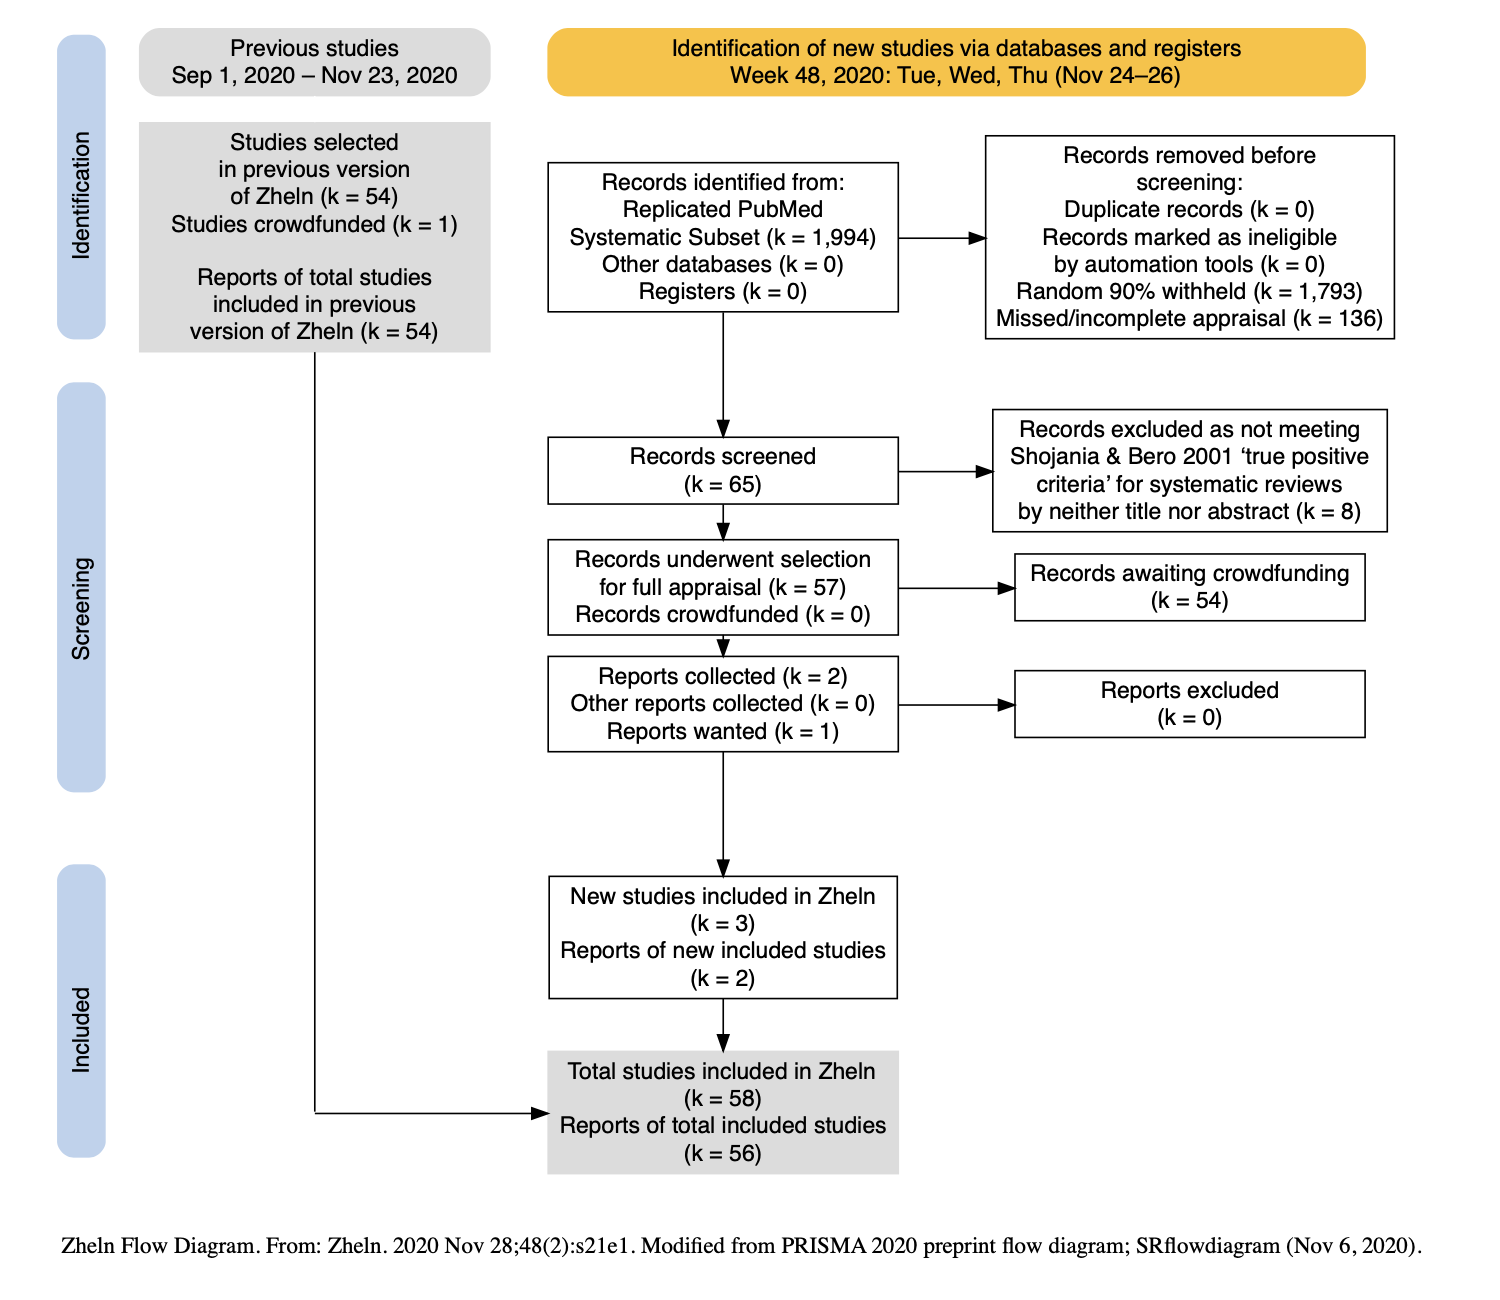 Previous studies
Sep 1, 2020 – Nov 23, 2020
Identification of new studies via databases and registers
Week 48, 2020: Tue, Wed, Thu (Nov 24–26)
Identification
Studies selected
in previous version
of Zheln (k = 54)
Studies crowdfunded (k = 1)
Reports of total studies
included in previous
version of Zheln (k = 54)
Records identified from:
Replicated PubMed
Systematic Subset (k = 1,994)
Other databases (k = 0)
Registers (k = 0)
Records removed before
screening:
Duplicate records (k = 0)
Records marked as ineligible
by automation tools (k = 0)
Random 90% withheld (k = 1,793)
Missed/incomplete appraisal (k = 136)
Screening
Records screened
(k = 65)
Records excluded as not meeting
Shojania & Bero 2001 ‘true positive
criteria’ for systematic reviews
by neither title nor abstract (k = 8)
Records underwent selection
for full appraisal (k = 57)
Records crowdfunded (k = 0)
Records awaiting crowdfunding
(k = 54)
Reports collected (k = 2)
Other reports collected (k = 0)
Reports wanted (k = 1)
Reports excluded
(k = 0)
Included
New studies included in Zheln
(k = 3)
Reports of new included studies
(k = 2)
Total studies included in Zheln
(k = 58)
Reports of total included studies
(k = 56)
Zheln Flow Diagram. From: Zheln. 2020 Nov 28;48(2):s21e1. Modified from PRISMA 2020 preprint flow diagram; SRflowdiagram (Nov 6, 2020).